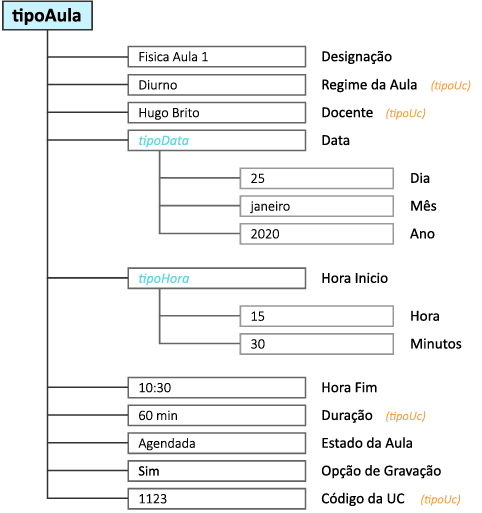 tipoAula
Fisica Aula 1 Designação
Diurno Regime da Aula (tipoUc)
Hugo Brito Docente (tipoUc)
tipoData Data
25 Dia
janeiro Mês
2020 Ano
tipoHora Hora Inicio
15 Hora
30 Minutos
10:30 Hora Fim
60 min Duração (tipoUc)
Agendada Estado da Aula
Sim Opção de Gravação
1123 Código da UC (tipoUc)